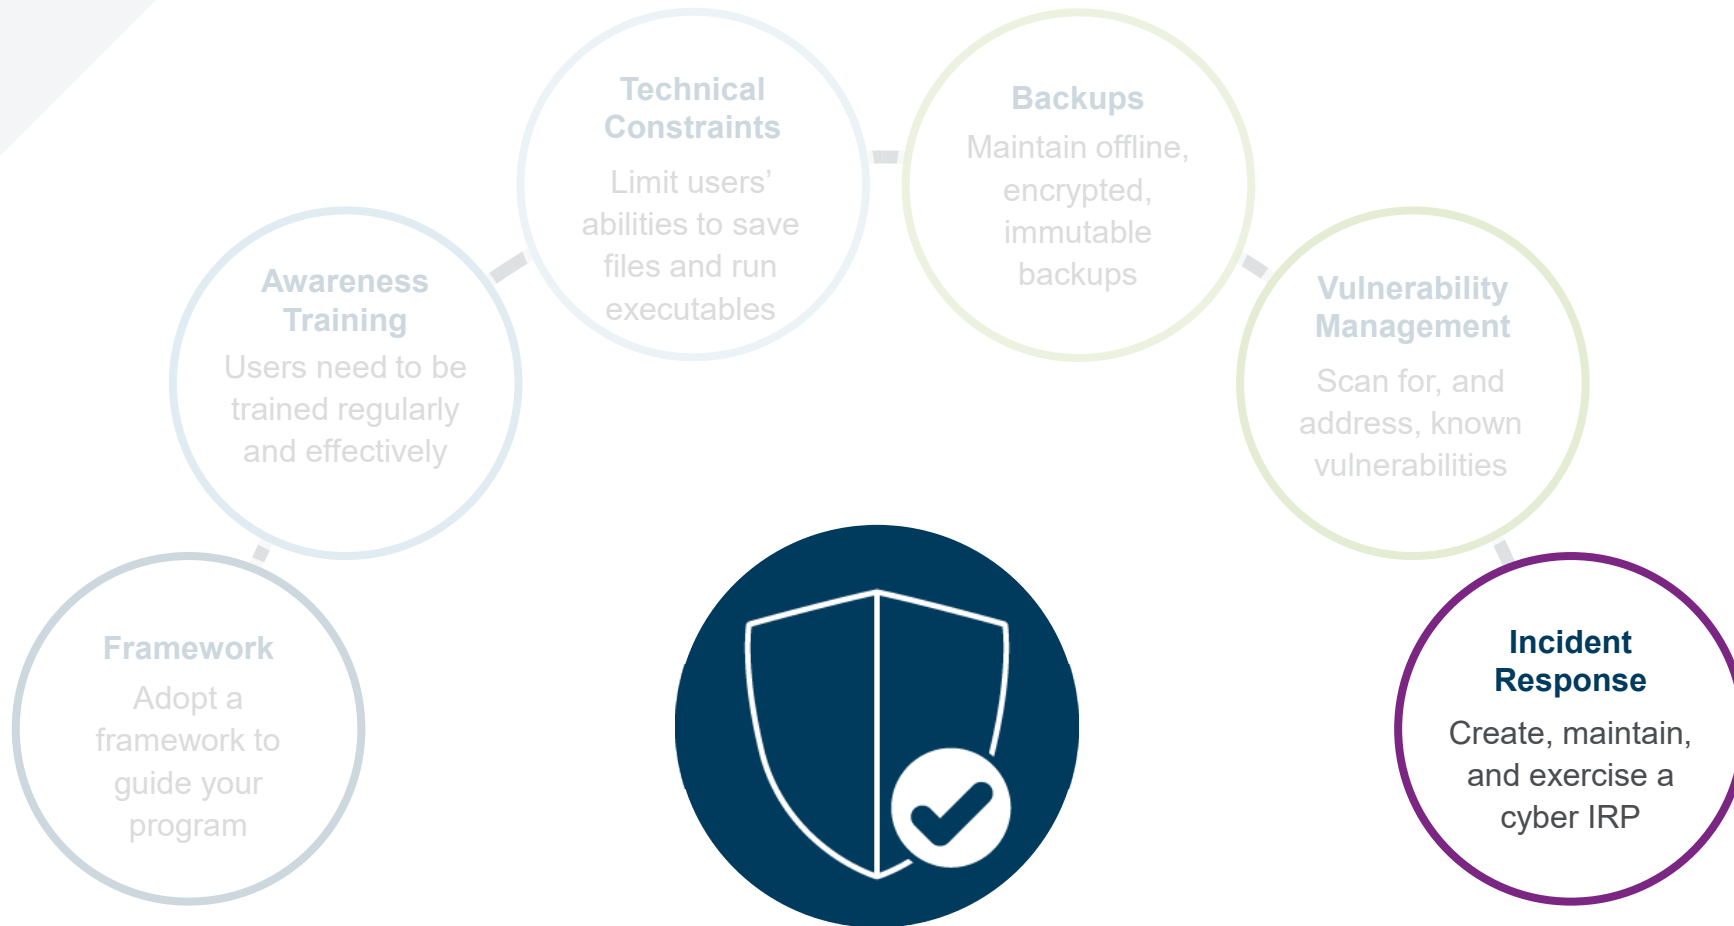 Framework
Adopt a
framework to
guide your
program
Awareness
Training
Users need to be
trained regularly
and effectively
Technical
Constraints
Limit users’
abilities to save
files and run
executables
Backups
Maintain offline,
encrypted,
immutable
backups
Vulnerability
Management
Scan for, and
address, known
vulnerabilities
Incident
Response
Create, maintain,
and exercise a
cyber IRP